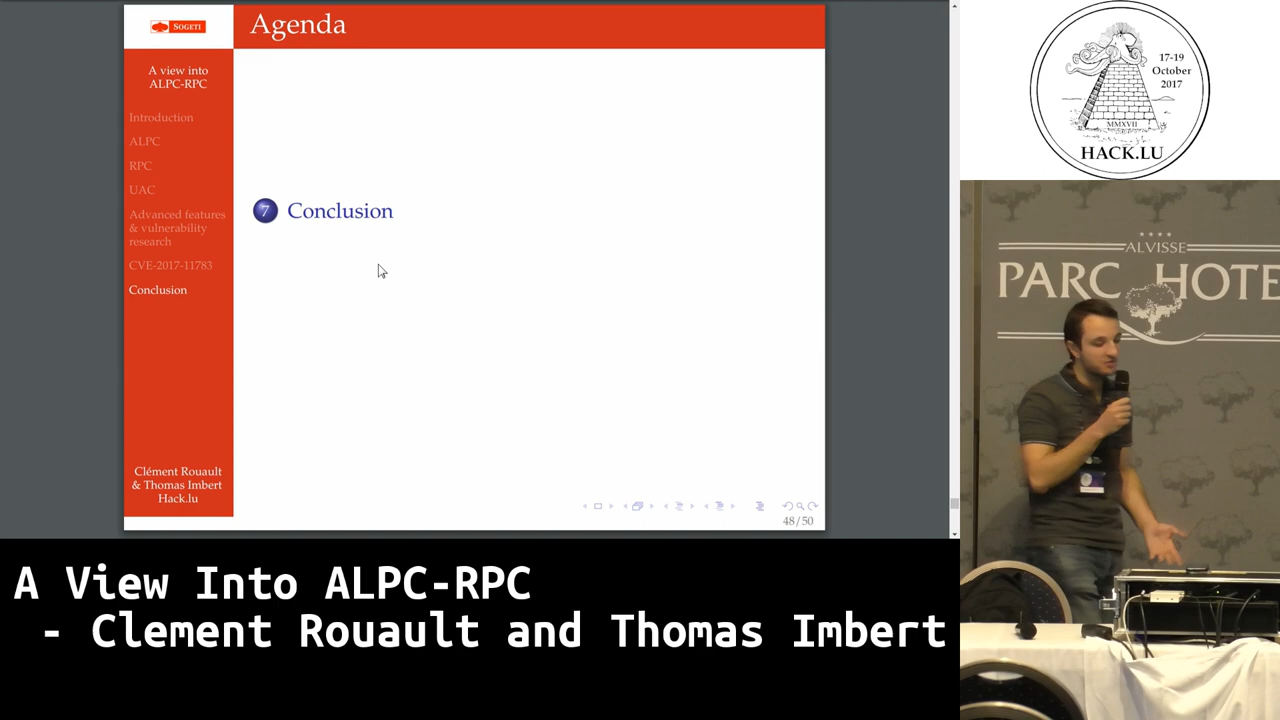 SOGETI
Agenda
A view into
ALPC-RPC
Introduction
ALPC
RPC
UAC
Advanced features
& vulnerability
research
CVE-2017-11783
Conclusion
7 Conclusion
Clément Rouault
& Thomas Imbert
Hack.lu
48/50
17-19
October
2017
MMXVII
HACK.LU
ALVISSE
PARC HOTE
A View Into ALPC-RPC
- Clement Rouault and Thomas Imbert